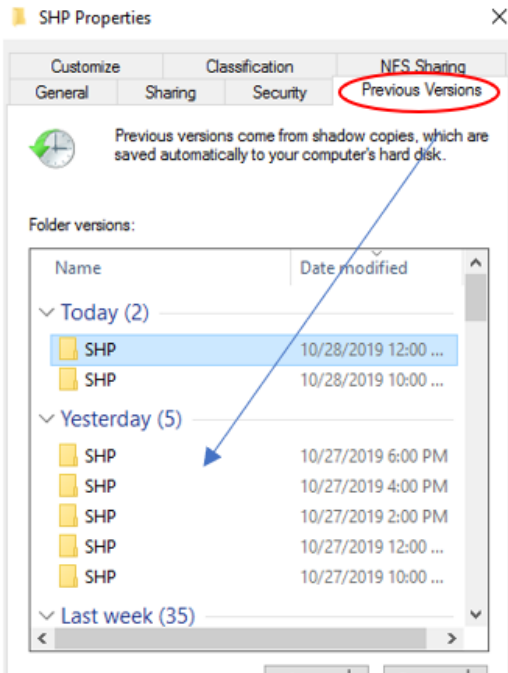 SHP Properties
Customize Classification NFS Sharing
General Sharing Security Previous Versions
Previous versions come from shadow copies, which are
saved automatically to your computer's hard disk.
Folder versions:
Name Date modified
Today (2)
SHP 10/28/2019 12:00 ...
SHP 10/28/2019 10:00 ...
Yesterday (5)
SHP 10/27/2019 6:00 PM
SHP 10/27/2019 4:00 PM
SHP 10/27/2019 2:00 PM
SHP 10/27/2019 12:00 ...
SHP 10/27/2019 10:00 ...
Last week (35)